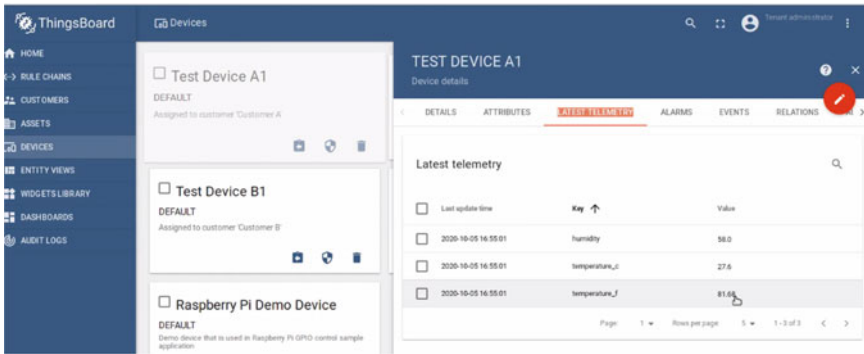 ThingsBoard
Devices
Tenant administrator
HOME
RULE CHAINS
CUSTOMERS
ASSETS
DEVICES
ENTITY VIEWS
WIDGETS LIBRARY
DASHBOARDS
AUDIT LOGS
Test Device A1
DEFAULT
Assigned to customer 'Customer A'
Test Device B1
DEFAULT
Assigned to customer 'Customer B'
Raspberry Pi Demo Device
DEFAULT
Demo device that is used in Raspberry Pi GPIO control sample
application
TEST DEVICE A1
Device details
DETAILS ATTRIBUTES LATEST TELEMETRY ALARMS EVENTS RELATIONS
Latest telemetry
Last update time Key Value
2020-10-05 16:55:01 humidity 58.0
2020-10-05 16:55:01 temperature_c 27.6
2020-10-05 16:55:01 temperature_f 81.68
Page: 1 Rows per page: 5 1 - 3 of 3